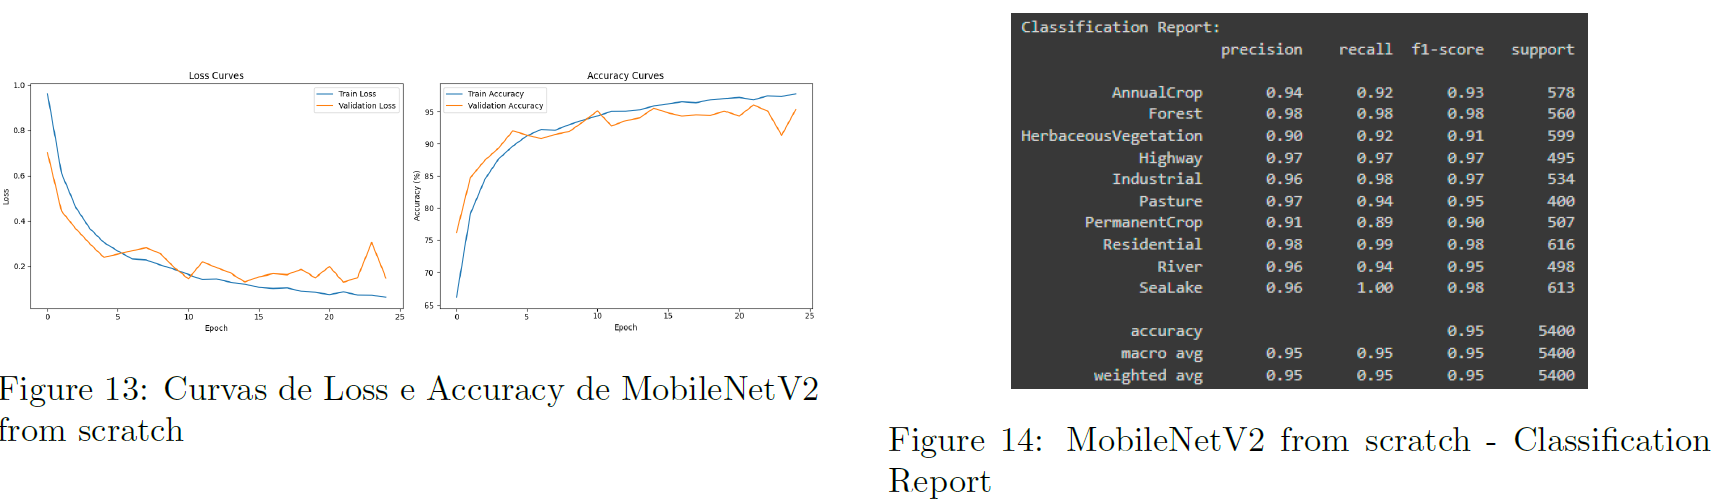 Loss Curves
1.0
0.8
0.6
0.4
0.2
Loss
Train Loss
Validation Loss
0 5 10 15 20 25
Epoch
Accuracy Curves
95
90
85
80
75
70
65
Accuracy (%)
Train Accuracy
Validation Accuracy
0 5 10 15 20 25
Epoch
Figure 13: Curvas de Loss e Accuracy de MobileNetV2
from scratch
Classification Report:
precision recall f1-score support
AnnualCrop 0.94 0.92 0.93 578
Forest 0.98 0.98 0.98 560
HerbaceousVegetation 0.90 0.92 0.91 599
Highway 0.97 0.97 0.97 495
Industrial 0.96 0.98 0.97 534
Pasture 0.97 0.94 0.95 400
PermanentCrop 0.91 0.89 0.90 507
Residential 0.98 0.99 0.98 616
River 0.96 0.94 0.95 498
SeaLake 0.96 1.00 0.98 613
accuracy 0.95 5400
macro avg 0.95 0.95 0.95 5400
weighted avg 0.95 0.95 0.95 5400
Figure 14: MobileNetV2 from scratch - Classification
Report